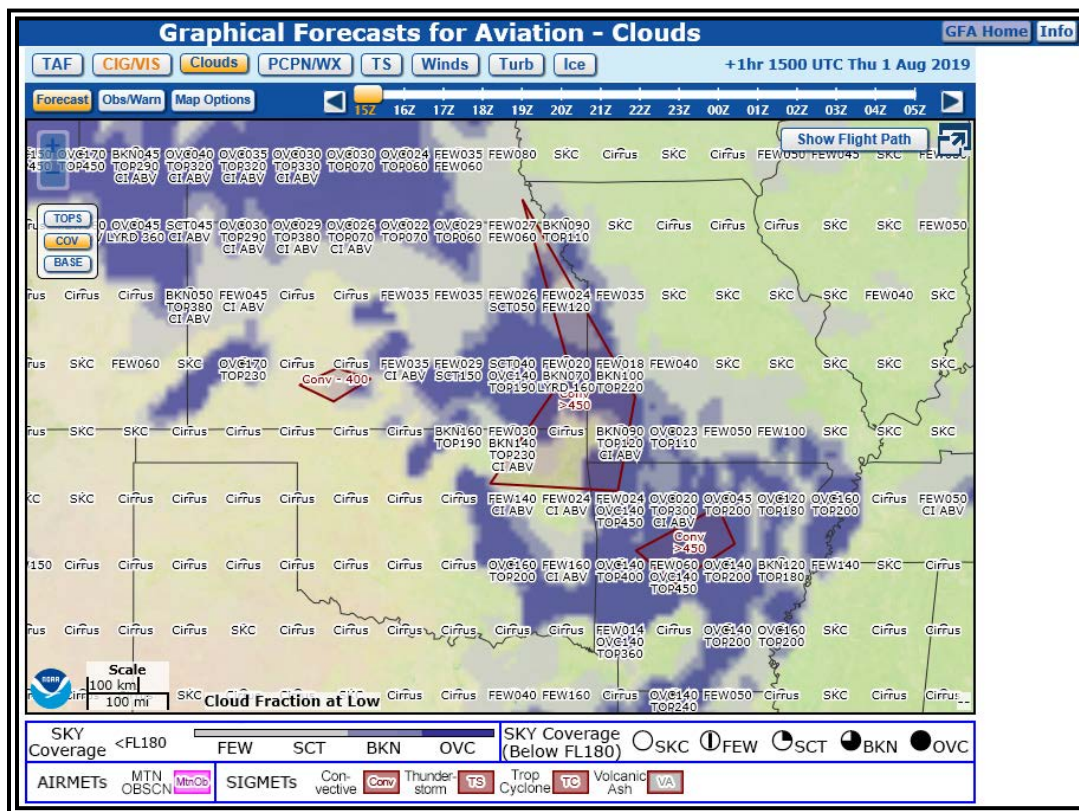 Graphical Forecasts for Aviation - Clouds
GFA Home Info
TAF CIG/VIS Clouds PCPN/WX TS Winds Turb Ice +1hr 1500 UTC Thu 1 Aug 2019
Forecast Obs/Warn Map Options
15Z 16Z 17Z 18Z 19Z 20Z 21Z 22Z 23Z 00Z 01Z 02Z 03Z 04Z 05Z
Show Flight Path
OVC170 BKN045 OVC040 OVC035 OVC030 OVC030 OVC024 FEW035 FEW080 SKC Cirrus SKC Cirrus FEW050 FEW045 SKC
TOP450 TOP290 TOP320 TOP320 TOP330 TOP070 TOP060 FEW060
CI ABV CI ABV CI ABV CI ABV
TOPS
COV
BASE
OVC045 SCT045 OVC030 OVC029 OVC026 OVC022 OVC029 FEW027 BKN090 SKC Cirrus Cirrus SKC SKC FEW050
LYRD 360 CI ABV TOP290 TOP380 TOP070 TOP070 TOP060 FEW060 TOP110
CI ABV CI ABV CI ABV
rus Cirrus Cirrus BKN050 FEW045 Cirrus Cirrus FEW035 FEW035 FEW026 FEW024 FEW035 SKC SKC SKC SKC FEW040 SKC
TOP380 CI ABV SCT050 FEW120
CI ABV
rus SKC FEW060 SKC OVC170 Cirrus Cirrus FEW035 FEW029 SCT040 FEW020 FEW018 FEW040 SKC SKC SKC SKC SKC
TOP230 CI ABV SCT150 OVC140 BKN070 BKN100
Conv - 400
TOP190 LYRD 160 TOP220
Conv
>450
rus SKC SKC Cirrus Cirrus Cirrus Cirrus Cirrus BKN160 FEW030 Cirrus BKN090 OVC023 FEW050 FEW100 SKC SKC SKC
TOP190 BKN140 TOP120 TOP110
TOP230 CI ABV
CI ABV
KC SKC Cirrus Cirrus Cirrus Cirrus Cirrus Cirrus Cirrus FEW140 FEW024 FEW024 OVC020 OVC045 OVC120 OVC160 Cirrus FEW050
CI ABV CI ABV OVC140 TOP300 TOP200 TOP180 TOP200 CI ABV
TOP450 CI ABV
Conv
>450
/150 Cirrus Cirrus Cirrus Cirrus Cirrus Cirrus Cirrus Cirrus OVC160 FEW160 OVC140 FEW060 OVC140 BKN120 FEW140 SKC Cirrus
TOP200 CI ABV TOP400 OVC140 TOP200 TOP180
TOP450
rus Cirrus Cirrus Cirrus SKC Cirrus Cirrus Cirrus Cirrus Cirrus Cirrus FEW014 Cirrus OVC140 OVC160 SKC Cirrus Cirrus
OVC140 TOP200 TOP200
TOP360
NOAA
Scale
100 km
100 mi
SKC Cirrus Cirrus SKC Cirrus Cirrus FEW040 FEW160 Cirrus OVC140 FEW050 Cirrus SKC Cirrus Cirrus
TOP240
Cloud Fraction at Low
--
SKY Coverage <FL180 FEW SCT BKN OVC
SKY Coverage (Below FL180) SKC FEW SCT BKN OVC
AIRMETs MTN OBSCN MtnOb SIGMETs Con-vective Conv Thunder-storm TS Trop Cyclone TC Volcanic Ash VA